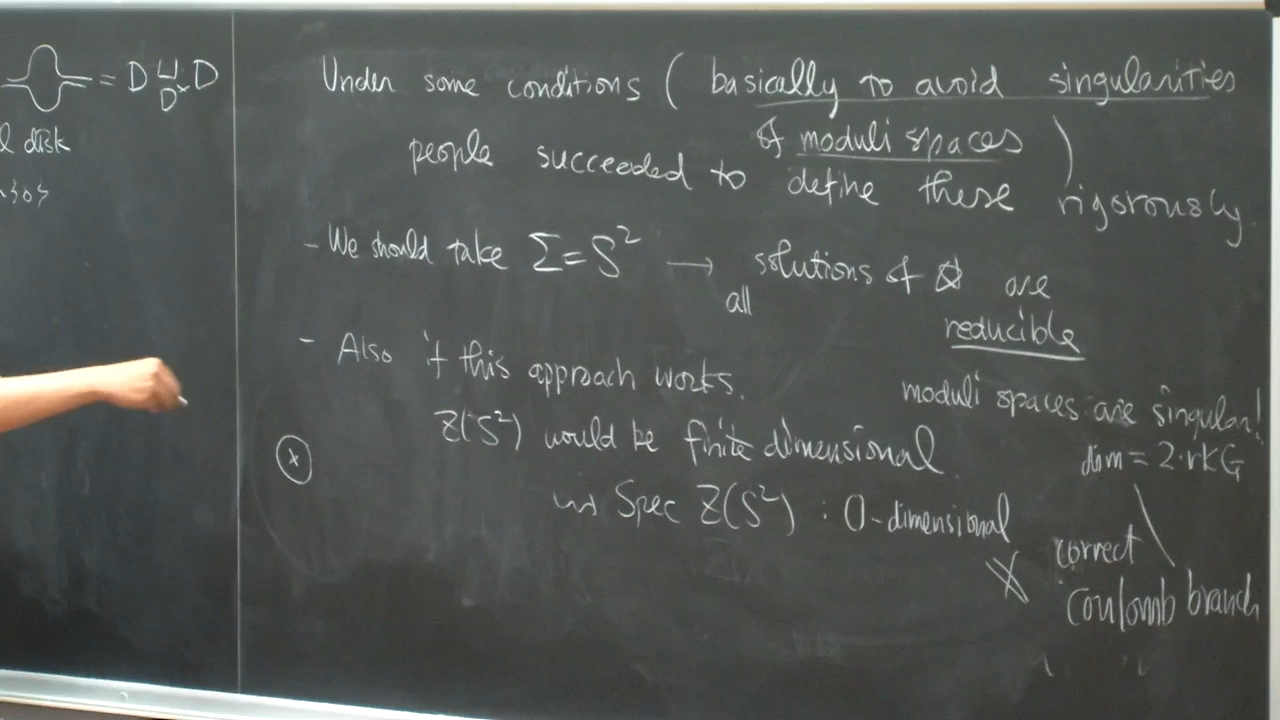 = D ⊔ D
D^×
l disk
Under some conditions ( basically to avoid singularities
of moduli spaces )
people succeeded to define these rigorously.
- We should take Σ=S² → solutions of ☆ are
all
reducible
- Also if this approach works.
moduli spaces are singular!
Z(S²) would be finite dimensional
dim = 2·rk G
(*)
⇝ Spec Z(S²) : 0-dimensional
correct
Coulomb branch